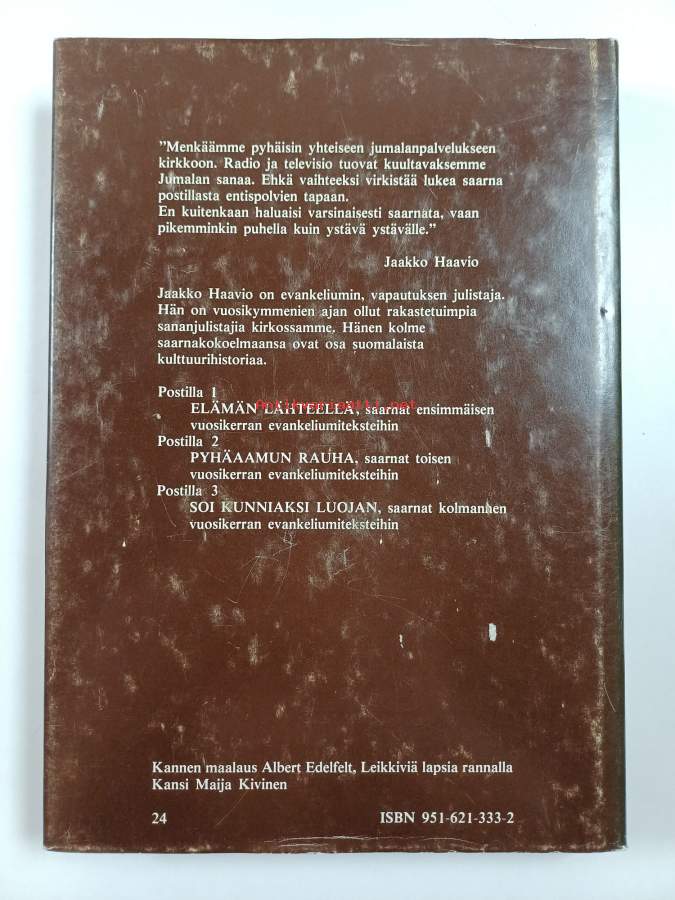 "Menkäämme pyhäisin yhteiseen jumalanpalvelukseen
kirkkoon. Radio ja televisio tuovat kuultavaksemme
Jumalan sanaa. Ehkä vaihteeksi virkistää lukea saarna
postillasta entispolvien tapaan.
En kuitenkaan haluaisi varsinaisesti saarnata, vaan
pikemminkin puhella kuin ystävä ystävälle."
Jaakko Haavio
Jaakko Haavio on evankeliumin, vapautuksen julistaja.
Hän on vuosikymmenien ajan ollut rakastetuimpia
sananjulistajia kirkossamme. Hänen kolme
saarnakokoelmaansa ovat osa suomalaista
kulttuurihistoriaa.
Postilla 1
ELÄMÄN LÄHTEELLÄ, saarnat ensimmäisen
vuosikerran evankeliumiteksteihin
Postilla 2
PYHÄAAMUN RAUHA, saarnat toisen
vuosikerran evankeliumiteksteihin
Postilla 3
SOI KUNNIAKSI LUOJAN, saarnat kolmannen
vuosikerran evankeliumiteksteihin
Kannen maalaus Albert Edelfelt, Leikkiviä lapsia rannalla
Kansi Maija Kivinen
24 ISBN 951-621-333-2